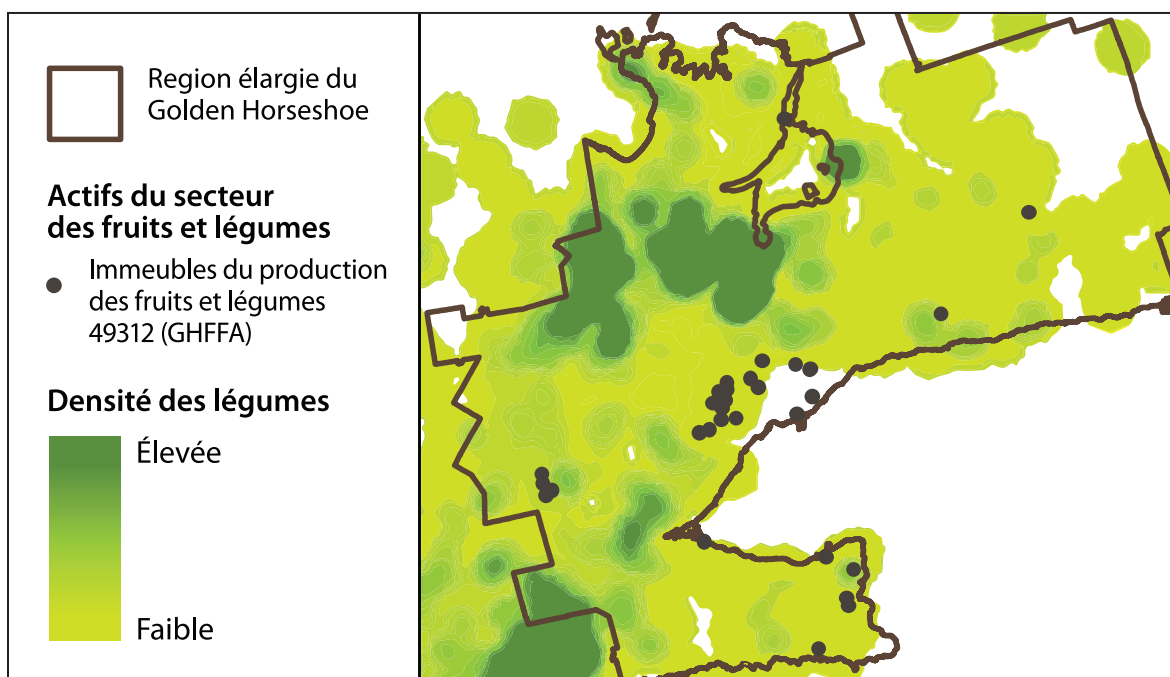 Region élargie du
Golden Horseshoe
Actifs du secteur
des fruits et légumes
Immeubles du production
des fruits et légumes
49312 (GHFFA)
Densité des légumes
Élevée
Faible